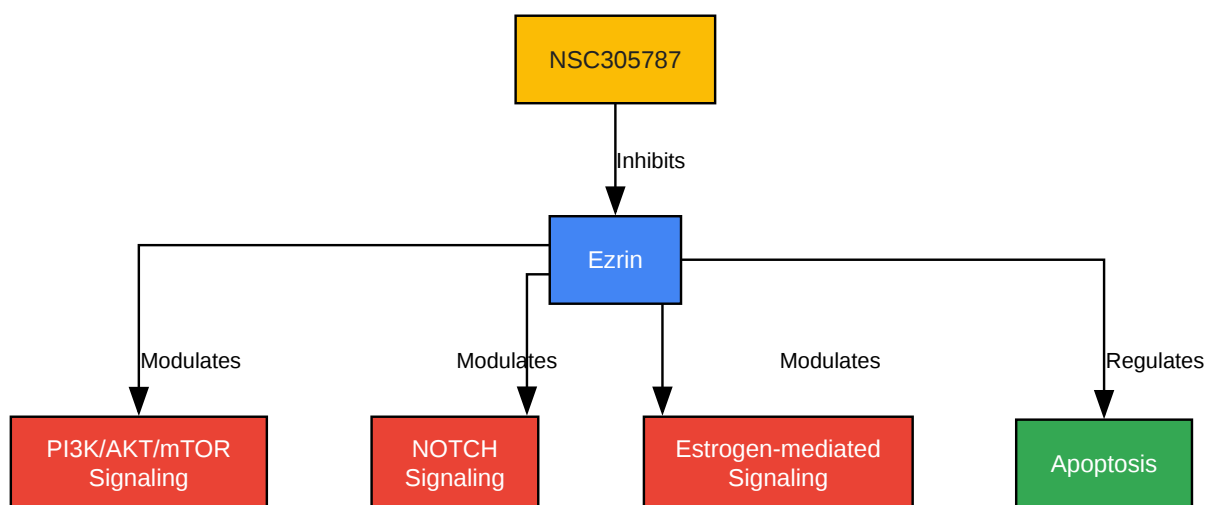 NSC305787
Inhibits
Ezrin
Modulates
Modulates
Modulates
Regulates
PI3K/AKT/mTOR
Signaling
NOTCH
Signaling
Estrogen-mediated
Signaling
Apoptosis